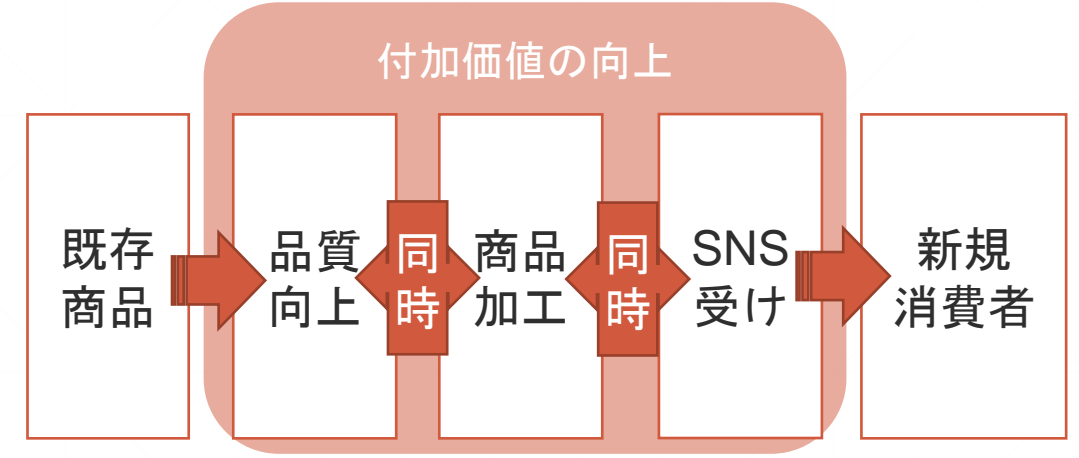 付加価値の向上
既存
商品
品質
向上
同
時
商品
加工
同
時
SNS
受け
新規
消費者